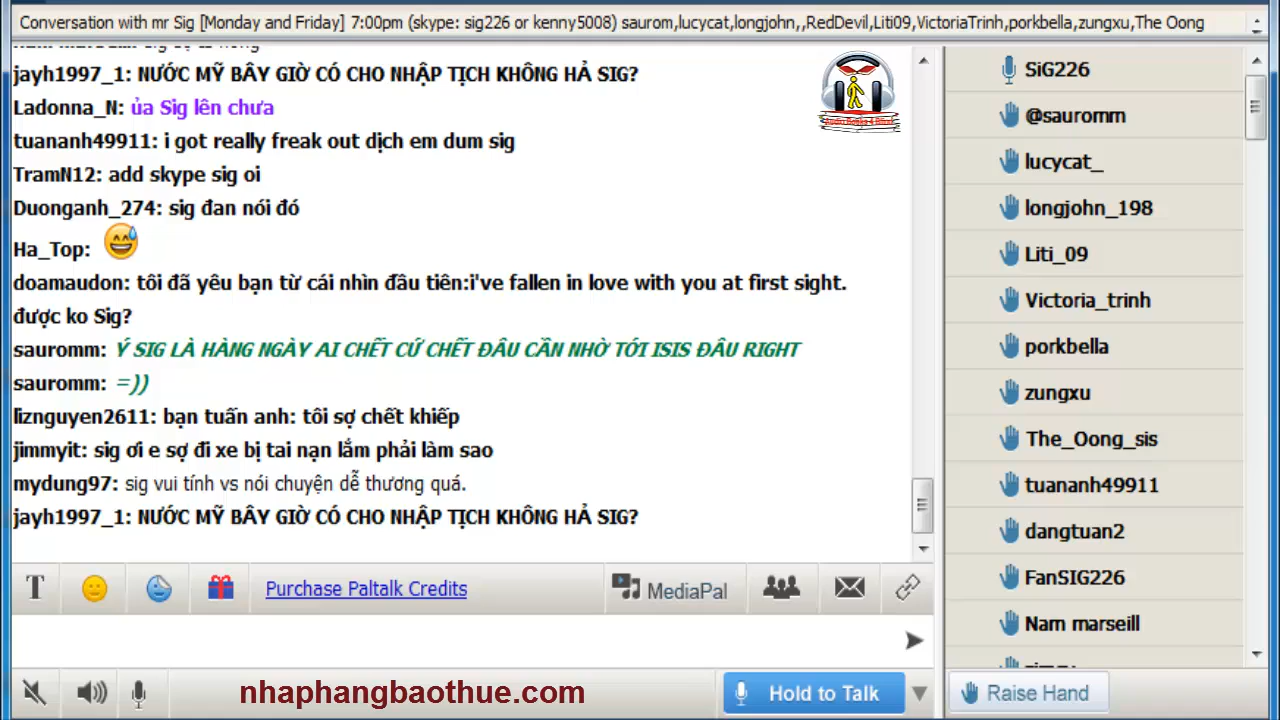 Conversation with mr Sig [Monday and Friday] 7:00pm (skype: sig226 or kenny5008) saurom,lucycat,longjohn,,RedDevil,Liti09,VictoriaTrinh,porkbella,zungxu,The Oong
jayh1997_1: NƯỚC MỸ BÂY GIỜ CÓ CHO NHẬP TỊCH KHÔNG HẢ SIG?
Ladonna_N: ủa Sig lên chưa
tuananh49911: i got really freak out dịch em dum sig
TramN12: add skype sig oi
Duonganh_274: sig đan nói đó
Ha_Top:
doamaudon: tôi đã yêu bạn từ cái nhìn đầu tiên:i've fallen in love with you at first sight.
được ko Sig?
sauromm: Ý SIG LÀ HÀNG NGÀY AI CHẾT CỨ CHẾT ĐÂU CẦN NHỜ TỚI ISIS ĐÂU RIGHT
sauromm: =))
liznguyen2611: bạn tuấn anh: tôi sợ chết khiếp
jimmyit: sig ơi e sợ đi xe bị tai nạn lắm phải làm sao
mydung97: sig vui tính vs nói chuyện dễ thương quá.
jayh1997_1: NƯỚC MỸ BÂY GIỜ CÓ CHO NHẬP TỊCH KHÔNG HẢ SIG?
T
Purchase Paltalk Credits
MediaPal
nhaphangbaothue.com
Hold to Talk
SiG226
@sauromm
lucycat_
longjohn_198
Liti_09
Victoria_trinh
porkbella
zungxu
The_Oong_sis
tuananh49911
dangtuan2
FanSIG226
Nam marseill
Raise Hand